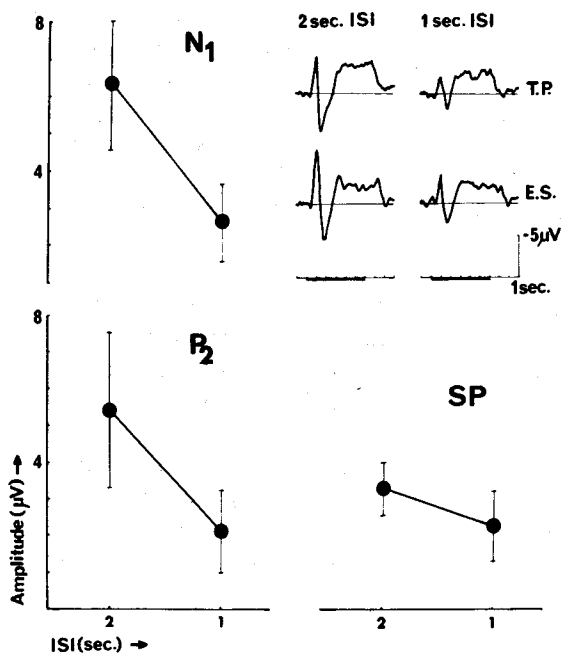 8
N1
2 sec. ISI
1 sec. ISI
T.P.
4
E.S.
-5µV
1sec.
8
P2
SP
4
Amplitude (µV) →
2
1
2
1
ISI (sec.) →